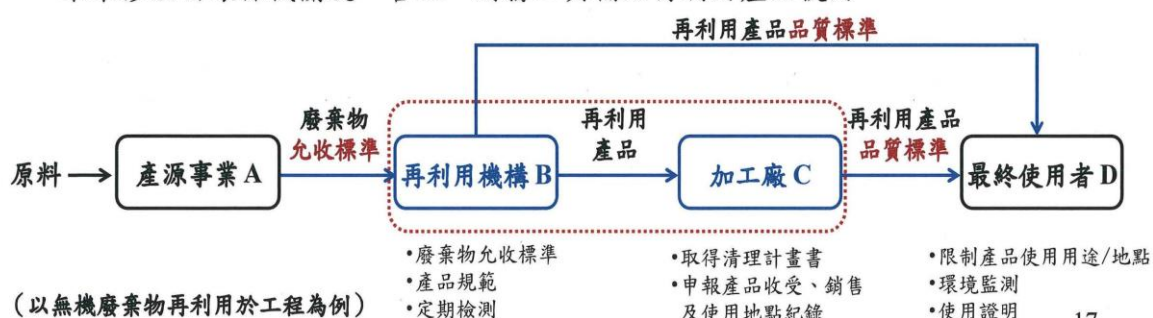 再利用產品品質標準
廢棄物
允收標準
再利用
產品
再利用產品
品質標準
原料
產源事業A
再利用機構B
加工廠C
最終使用者D
•廢棄物允收標準
•產品規範
•定期檢測
•取得清理計畫書
•申報產品收受、銷售
及使用地點紀錄
•限制產品使用用途/地點
•環境監測
•使用證明
(以無機廢棄物再利用於工程為例)